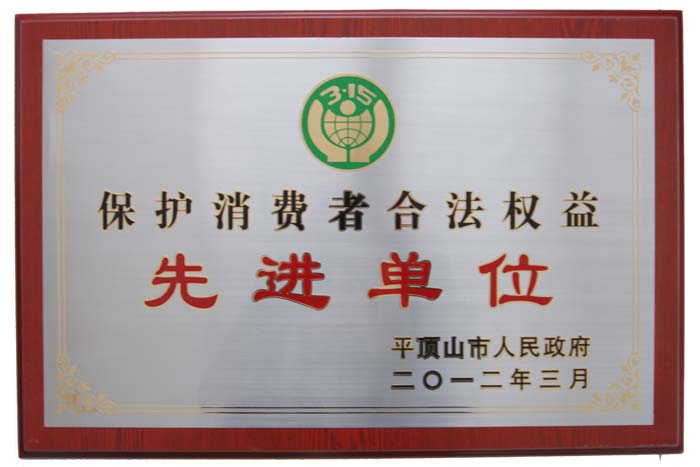 3·15
保护消费者合法权益
先进单位
平顶山市人民政府
二〇一二年三月